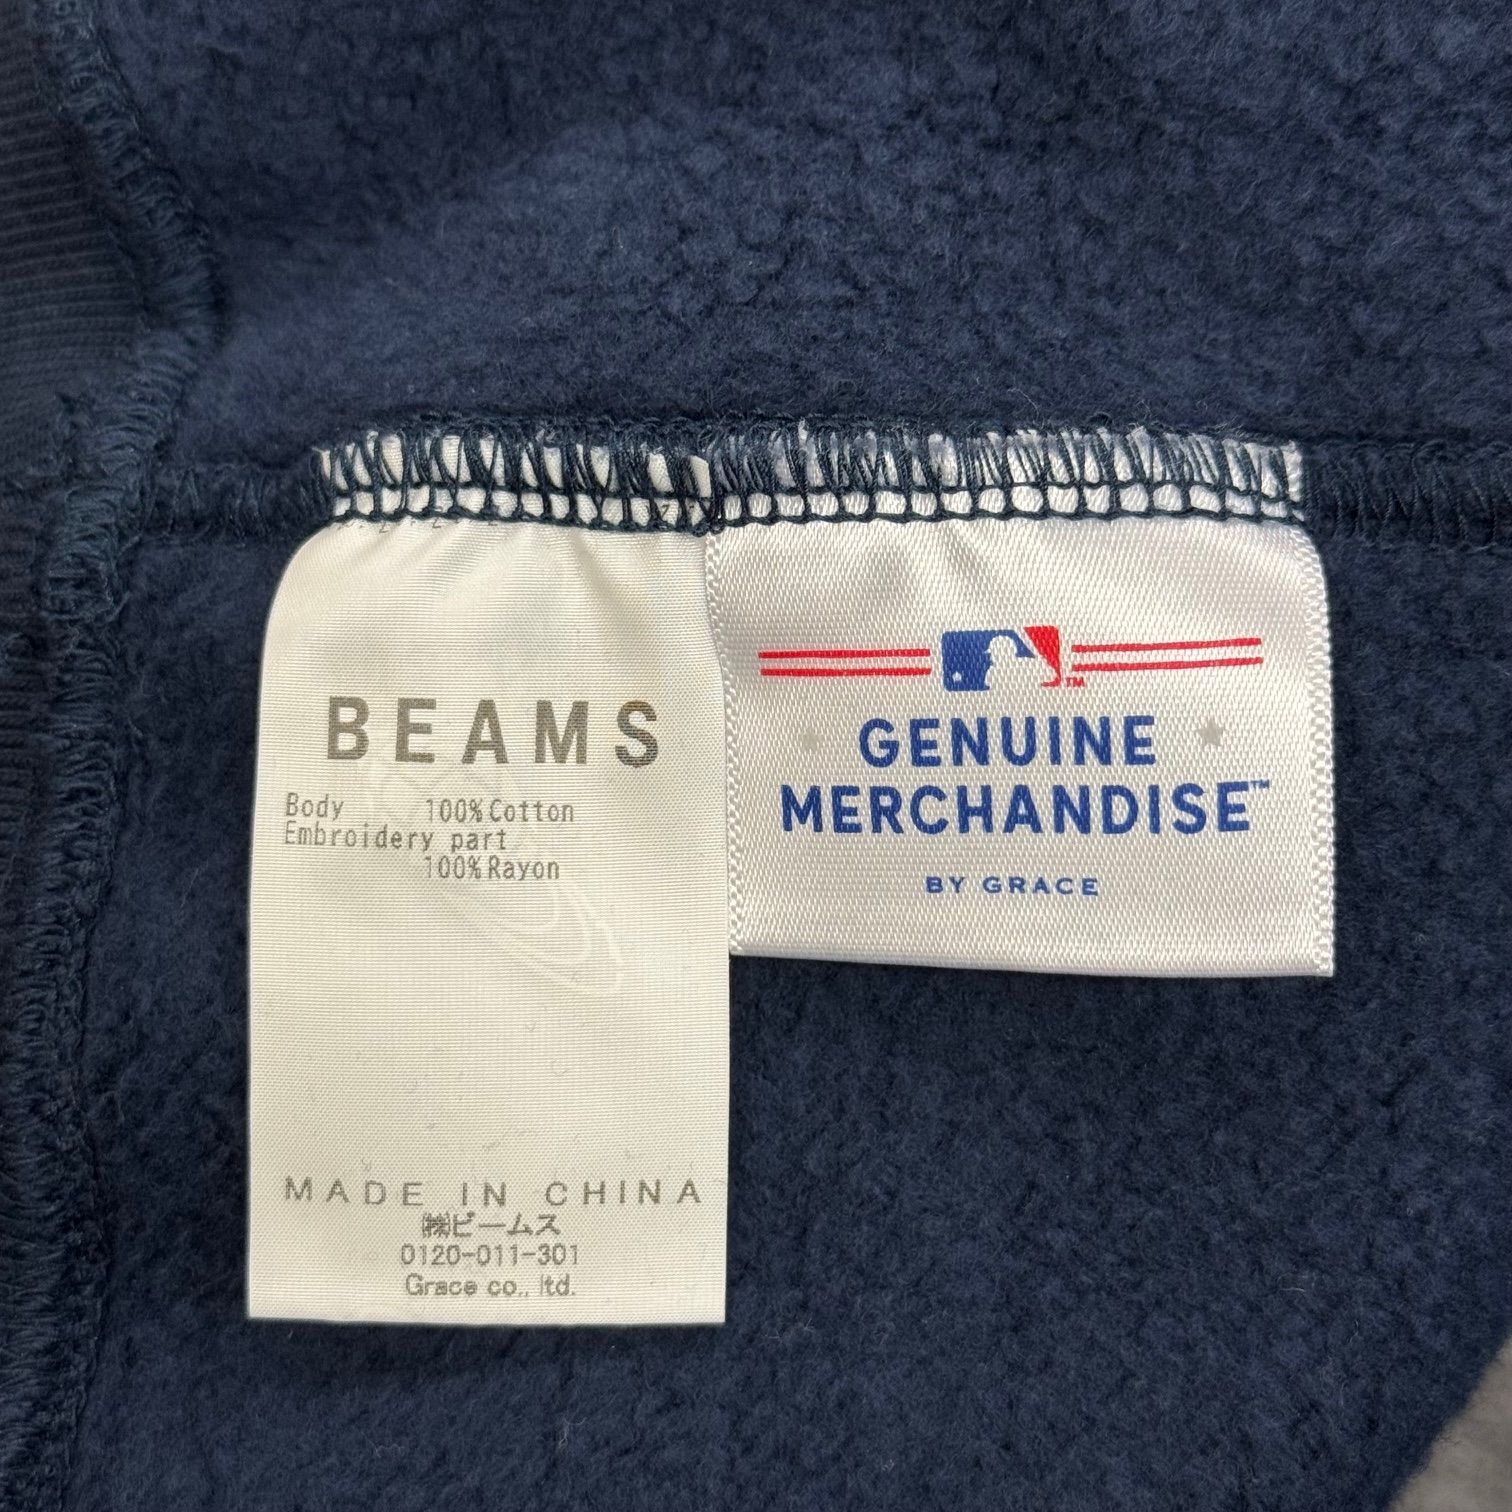 BEAMS
Body 100%Cotton
Embroidery part
100%Rayon
MADE IN CHINA
㈱ビームス
0120-011-301
Grace co., ltd.
GENUINE
MERCHANDISE™
BY GRACE